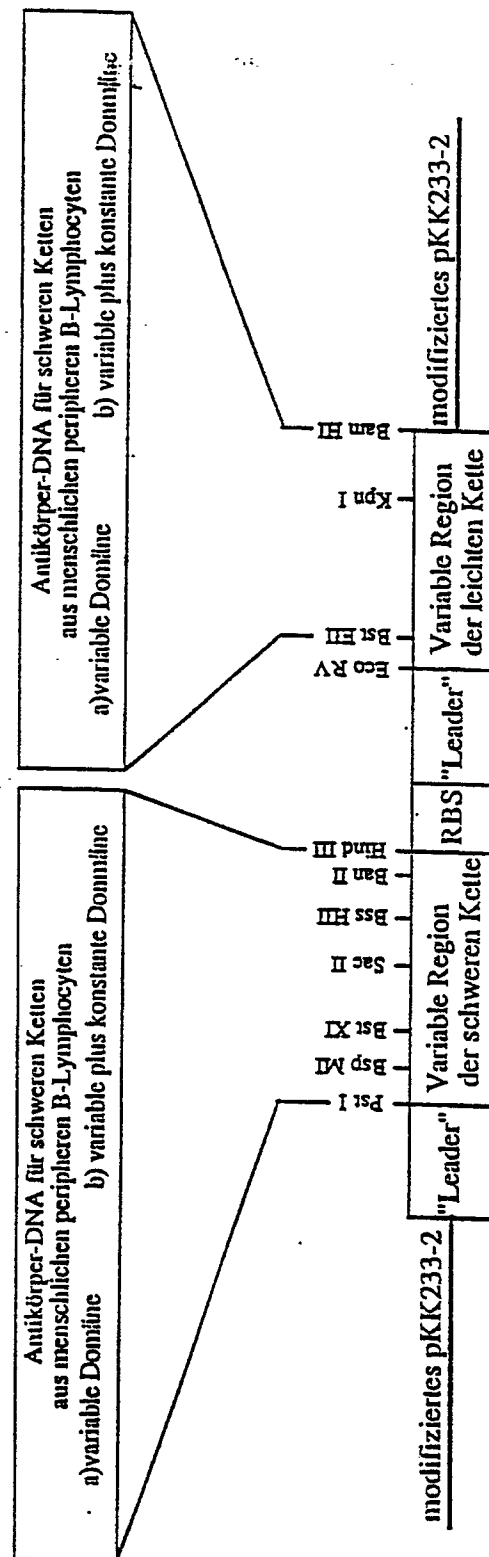 Antikörper-DNA für schweren Ketten
aus menschlichen peripheren B-Lymphocyten
a)variable Domäne b) variable plus konstante Dommäne
Antikörper-DNA für schweren Ketten
aus menschlichen peripheren B-Lymphocyten
a)variable Domäne b) variable plus konstante Dommäne
Pst I
Bsp MI
Bst XI
Sac II
Bss HII
Ban II
Hind III
Eco RV
Bst EII
Kpn I
Bam HI
modifiziertes pKK233-2
"Leader"
Variable Region
der schweren Kette
RBS
"Leader"
Variable Region
der leichten Kette
modifiziertes pKK233-2